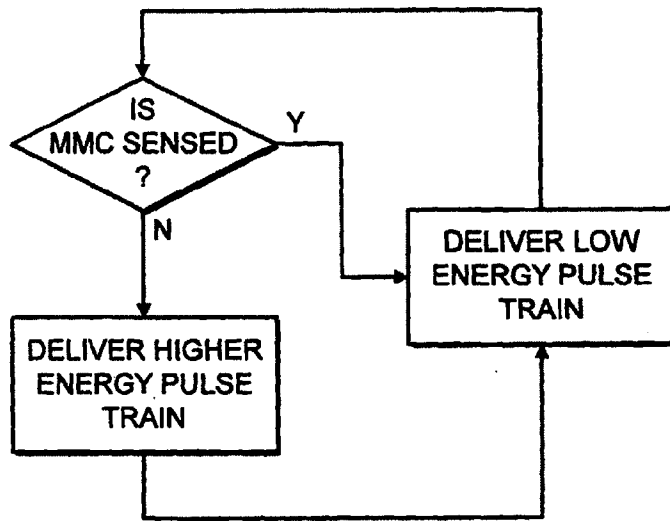 IS
MMC SENSED
?
Y
N
DELIVER LOW
ENERGY PULSE
TRAIN
DELIVER HIGHER
ENERGY PULSE
TRAIN